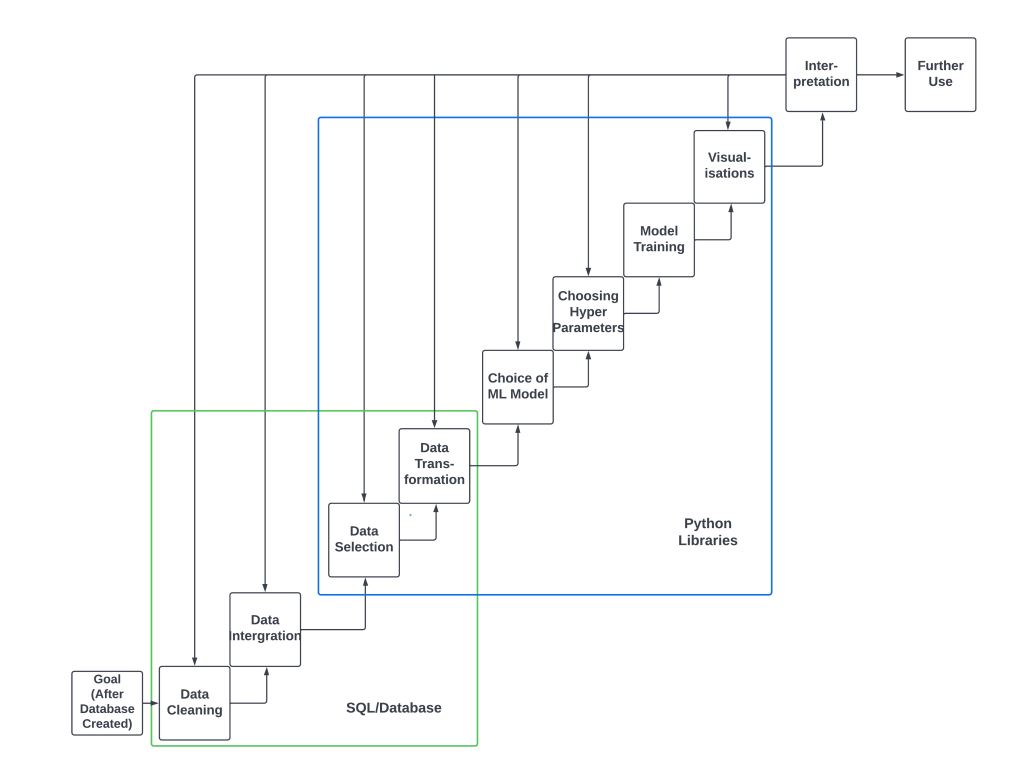 Inter-
pretation
Further
Use
Visual-
isations
Model
Training
Choosing
Hyper
Parameters
Choice of
ML Model
Data
Trans-
formation
Data
Selection
Python
Libraries
Data
Intergration
Goal
(After
Database
Created)
Data
Cleaning
SQL/Database